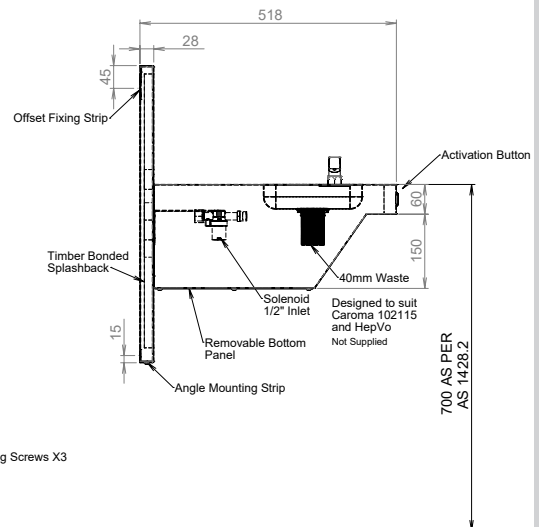 518
28
45
Offset Fixing Strip
Activation Button
60
150
Timber Bonded
Splashback
40mm Waste
Solenoid
1/2" Inlet
Designed to suit
Caroma 102115
and HepVo
Not Supplied
Removable Bottom
Panel
15
Angle Mounting Strip
700 AS PER
AS 1428.2
g Screws X3